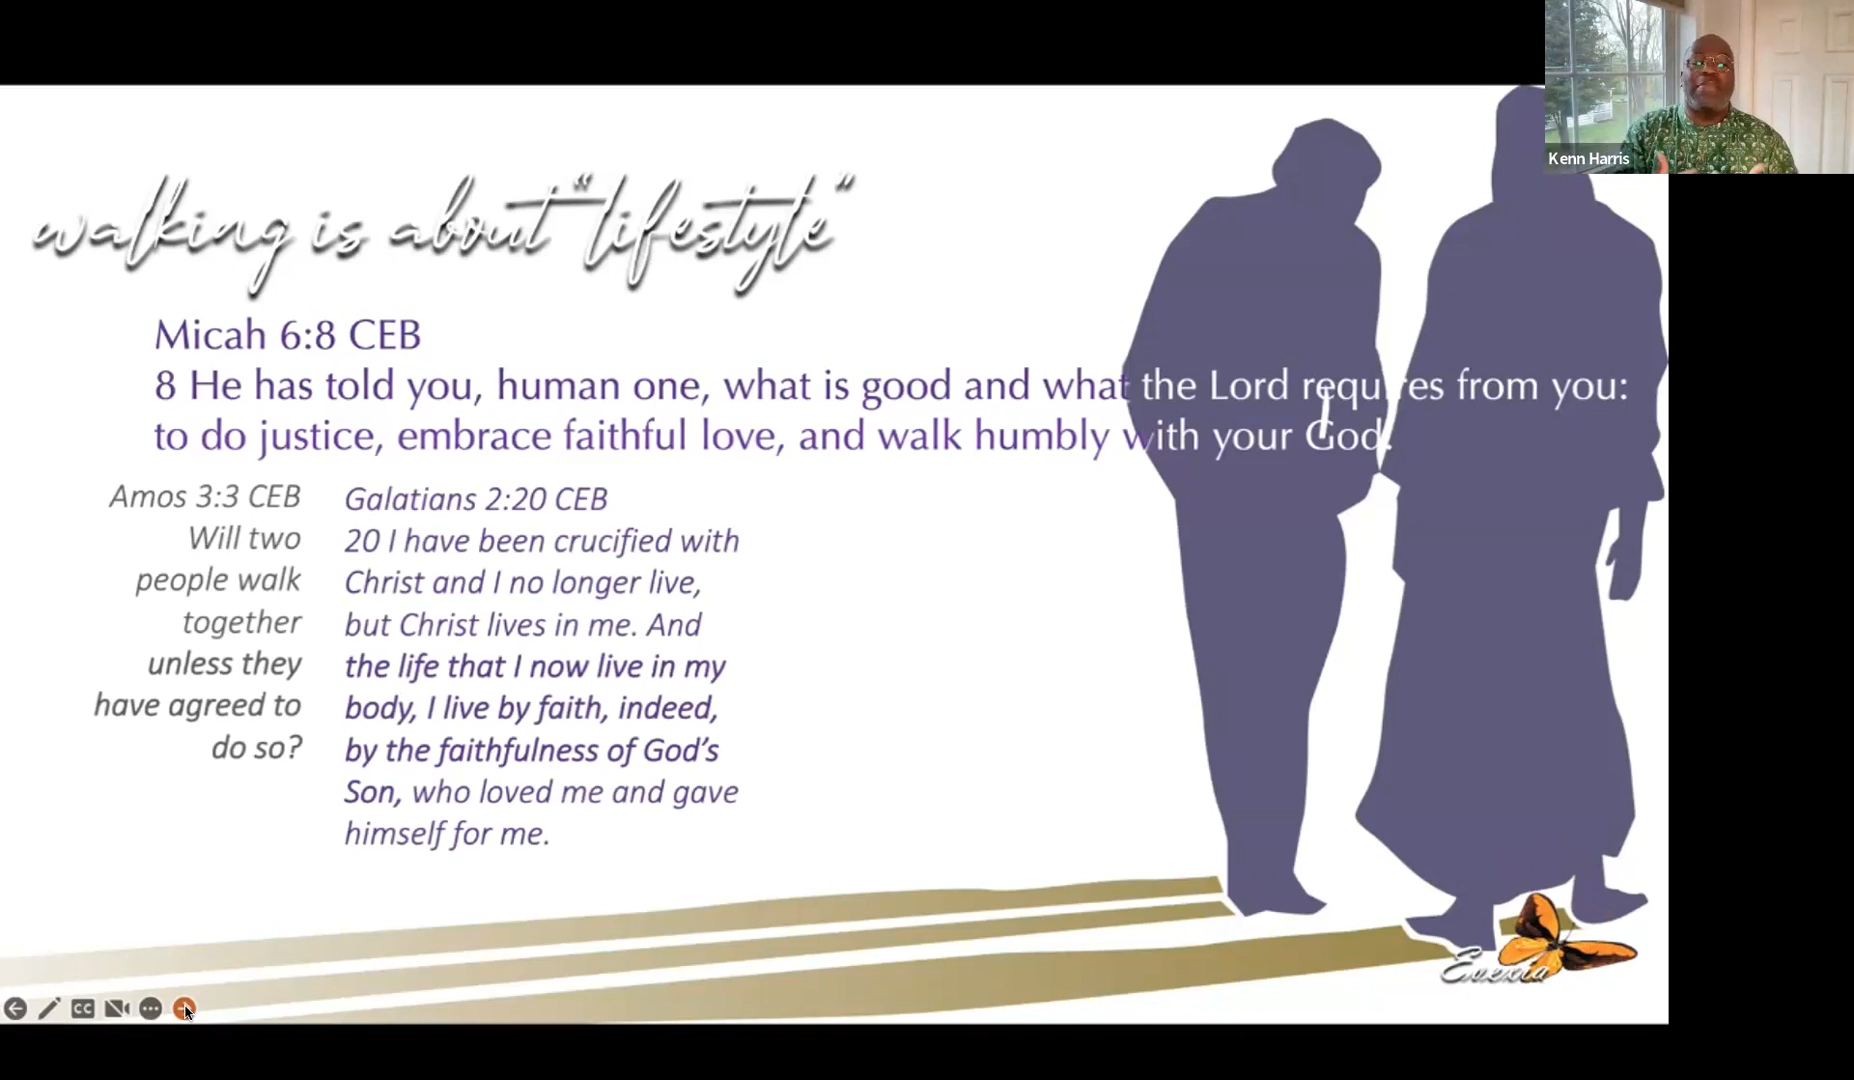 Kenn Harris
walking is about "lifestyle"
Micah 6:8 CEB
8 He has told you, human one, what is good and what the Lord requires from you:
to do justice, embrace faithful love, and walk humbly with your God.
Amos 3:3 CEB
Will two
people walk
together
unless they
have agreed to
do so?
Galatians 2:20 CEB
20 I have been crucified with
Christ and I no longer live,
but Christ lives in me. And
the life that I now live in my
body, I live by faith, indeed,
by the faithfulness of God's
Son, who loved me and gave
himself for me.
Evexia
CC